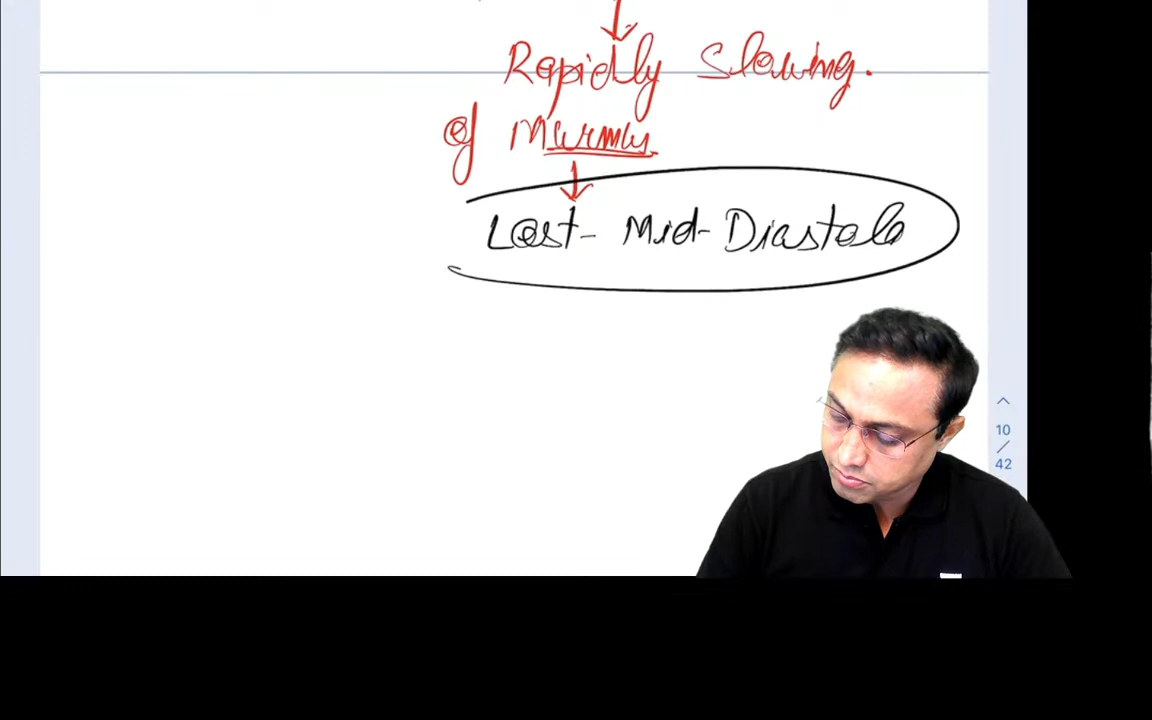 Rapidly Slowing.
of Murmur
Last- Mid-Diastole
10
/
42